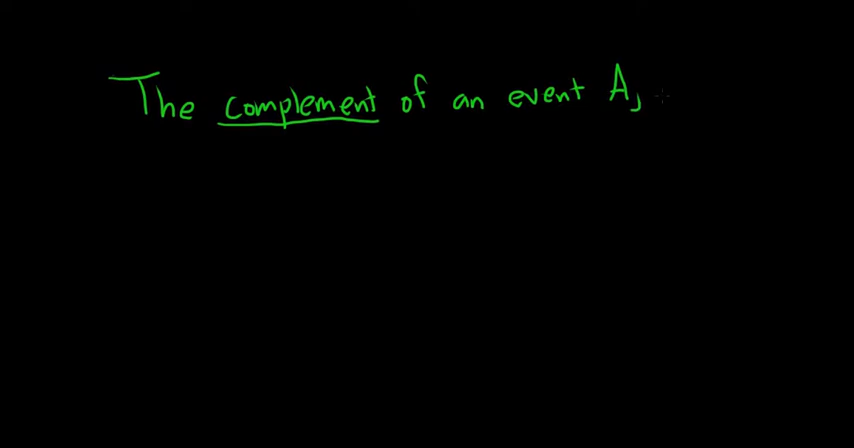 The complement of an event A,